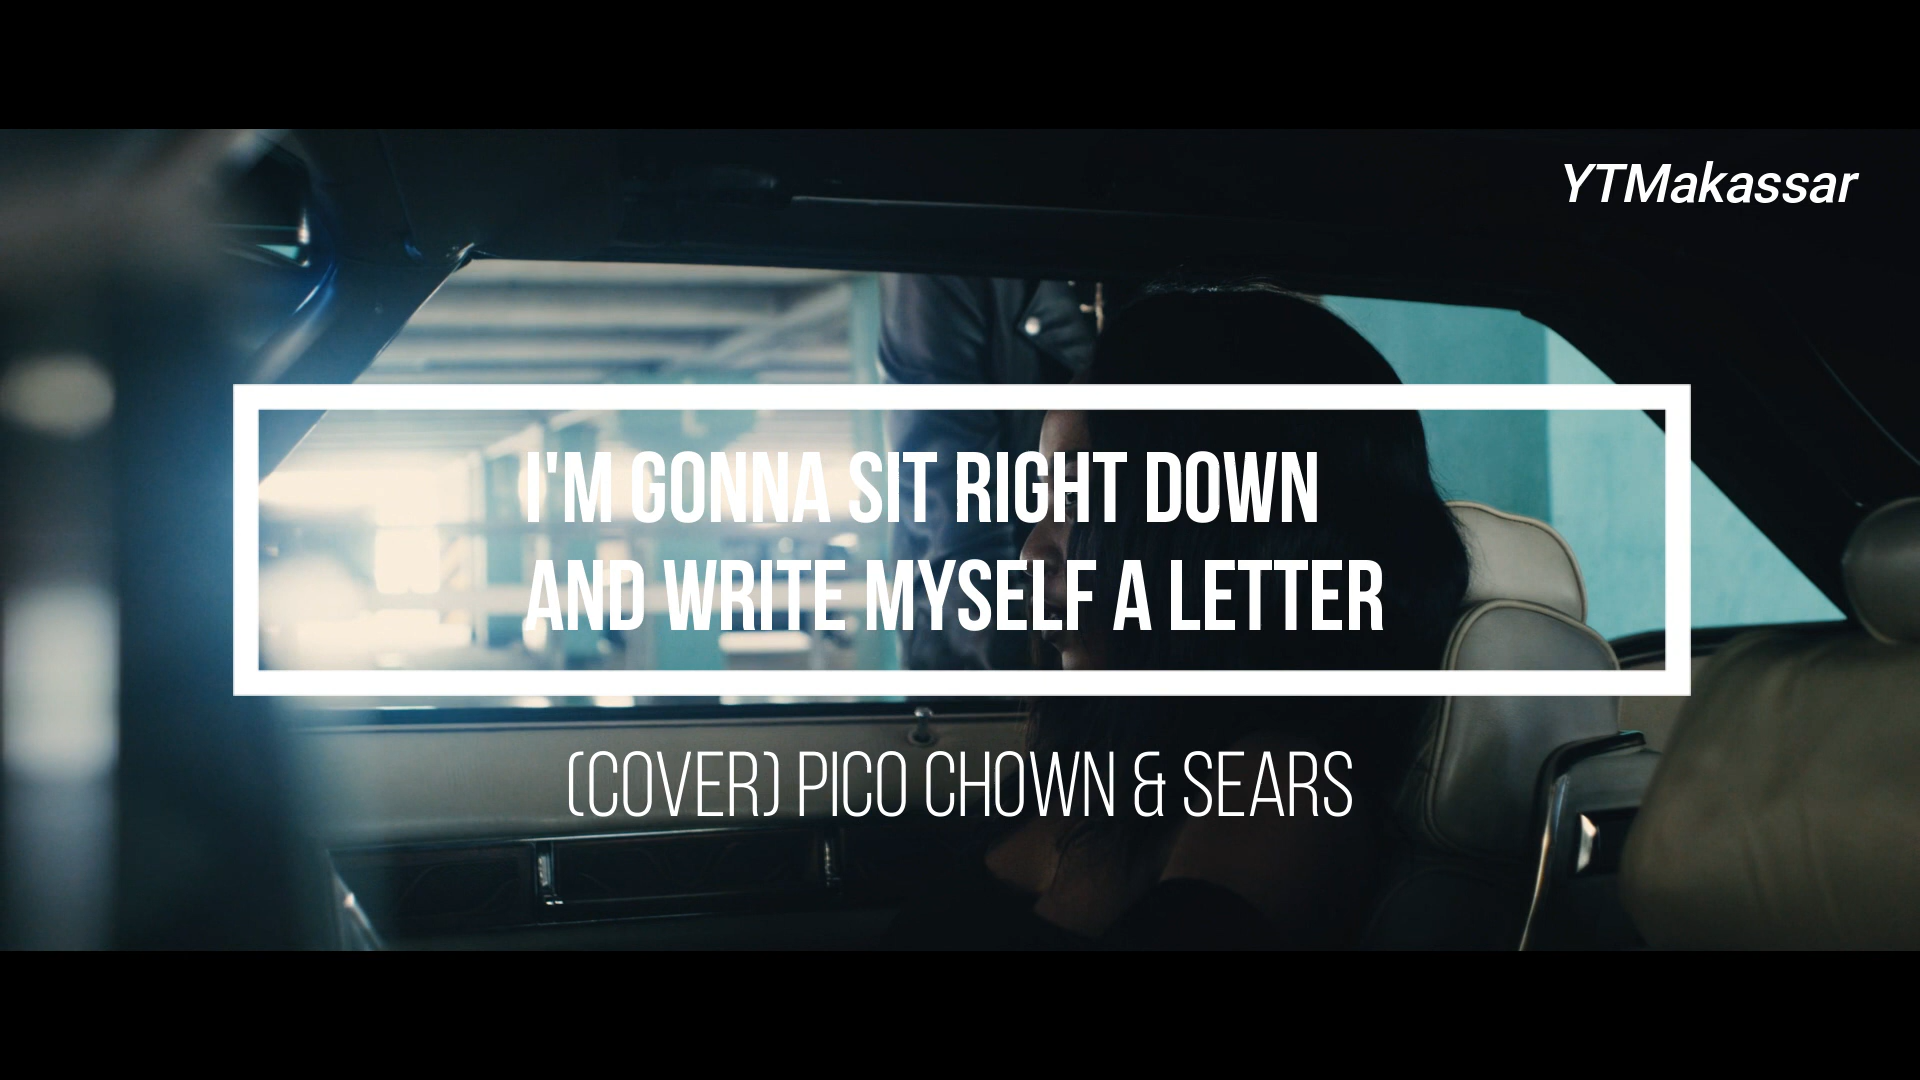 YTMakassar
I'M GONNA SIT RIGHT DOWN
AND WRITE MYSELF A LETTER
(COVER) PICO CHOWN & SEARS